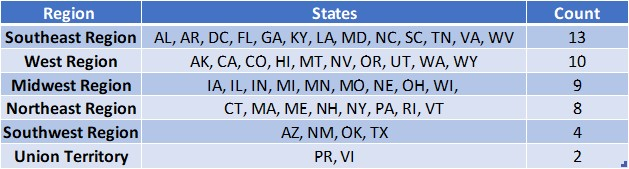 Region States Count
Southeast Region AL, AR, DC, FL, GA, KY, LA, MD, NC, SC, TN, VA, WV 13
West Region AK, CA, CO, HI, MT, NV, OR, UT, WA, WY 10
Midwest Region IA, IL, IN, MI, MN, MO, NE, OH, WI, 9
Northeast Region CT, MA, ME, NH, NY, PA, RI, VT 8
Southwest Region AZ, NM, OK, TX 4
Union Territory PR, VI 2